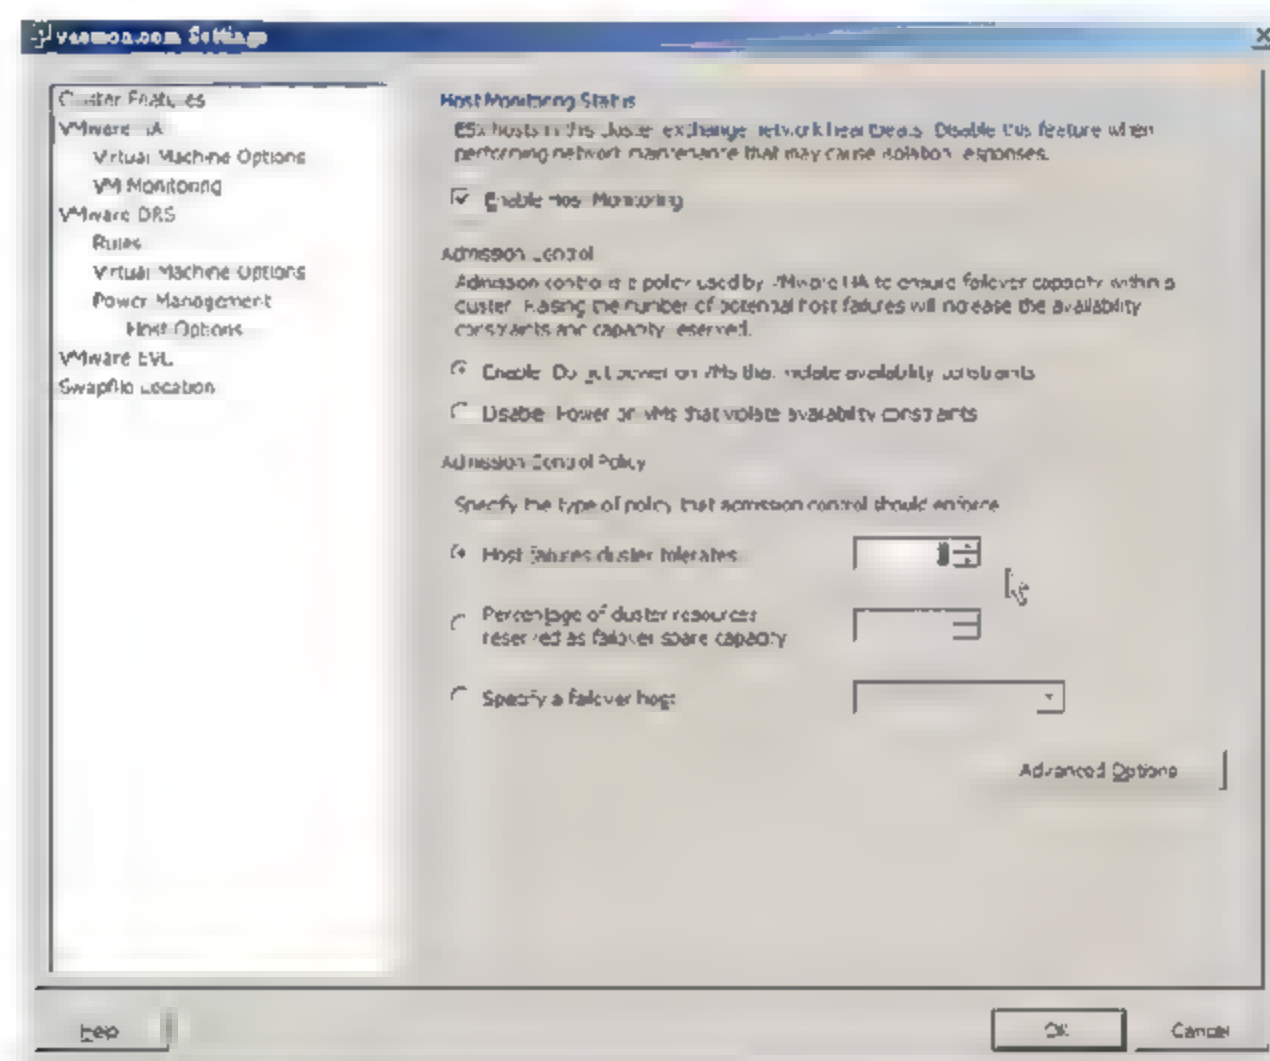 Settings
Cluster Features
VMware HA
Virtual Machine Options
VM Monitoring
VMware DRS
Rules
Virtual Machine Options
Power Management
Host Options
VMware EVC
Swapfile Location
Host Monitoring Status
ESX hosts in this cluster exchange network heartbeats. Disable this feature when
performing network maintenance that may cause isolation responses.
Enable Host Monitoring
Admission Control
Admission control is a policy used by VMware HA to ensure failover capacity within a
cluster. Raising the number of potential host failures will increase the availability
constraints and capacity reserved.
Enable: Do not power on VMs that violate availability constraints
Disable: Power on VMs that violate availability constraints
Admission Control Policy
Specify the type of policy that admission control should enforce.
Host failures cluster tolerates:
Percentage of cluster resources
reserved as failover spare capacity:
Specify a failover host:
Advanced Options
Help
OK
Cancel